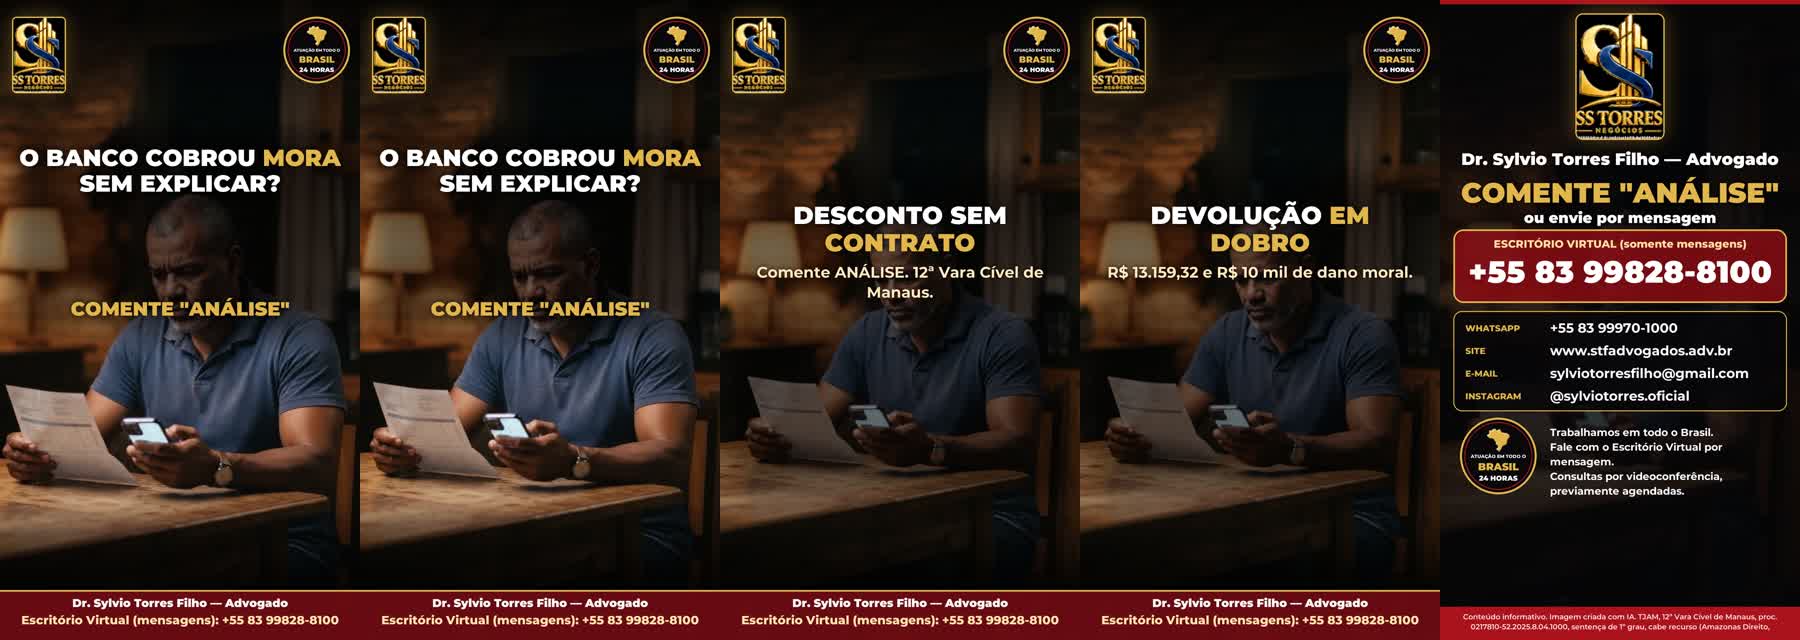 SS TORRES
NEGÓCIOS
ATUAÇÃO EM TODO O
BRASIL
24 HORAS
O BANCO COBROU MORA
SEM EXPLICAR?
COMENTE "ANÁLISE"
Dr. Sylvio Torres Filho — Advogado
Escritório Virtual (mensagens): +55 83 99828-8100
SS TORRES
NEGÓCIOS
ATUAÇÃO EM TODO O
BRASIL
24 HORAS
O BANCO COBROU MORA
SEM EXPLICAR?
COMENTE "ANÁLISE"
Dr. Sylvio Torres Filho — Advogado
Escritório Virtual (mensagens): +55 83 99828-8100
SS TORRES
NEGÓCIOS
ATUAÇÃO EM TODO O
BRASIL
24 HORAS
DESCONTO SEM
CONTRATO
Comente ANÁLISE. 12ª Vara Cível de
Manaus.
Dr. Sylvio Torres Filho — Advogado
Escritório Virtual (mensagens): +55 83 99828-8100
SS TORRES
NEGÓCIOS
ATUAÇÃO EM TODO O
BRASIL
24 HORAS
DEVOLUÇÃO EM
DOBRO
R$ 13.159,32 e R$ 10 mil de dano moral.
Dr. Sylvio Torres Filho — Advogado
Escritório Virtual (mensagens): +55 83 99828-8100
SS TORRES
NEGÓCIOS
Dr. Sylvio Torres Filho — Advogado
COMENTE "ANÁLISE"
ou envie por mensagem
ESCRITÓRIO VIRTUAL (somente mensagens)
+55 83 99828-8100
WHATSAPP +55 83 99970-1000
SITE www.stfadvogados.adv.br
E-MAIL sylviotorresfilho@gmail.com
INSTAGRAM @sylviotorres.oficial
ATUAÇÃO EM TODO O
BRASIL
24 HORAS
Trabalhamos em todo o Brasil.
Fale com o Escritório Virtual por
mensagem.
Consultas por videoconferência,
previamente agendadas.
Conteúdo informativo. Imagem criada com IA. TJAM, 12ª Vara Cível de Manaus, proc.
0217810-52.2025.8.04.1000, sentença de 1º grau, cabe recurso (Amazonas Direito,